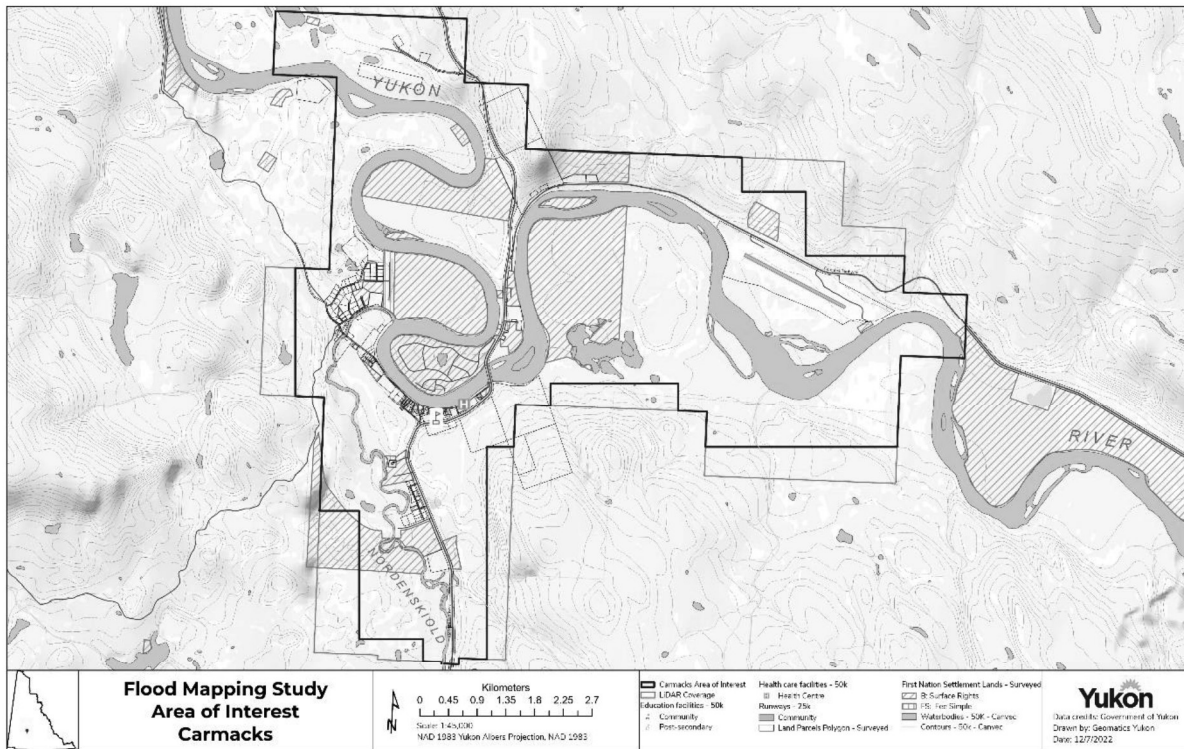 YUKON
RIVER
NORDENSKIOLD
Flood Mapping Study
Area of Interest
Carmacks
N
Kilometers
0 0.45 0.9 1.35 1.8 2.25 2.7
Scale: 1:45,000
NAD 1983 Yukon Albers Projection, NAD 1983
Carmacks Area of Interest
LiDAR Coverage
Education facilities - 50k
Community
Post-secondary
Health care facilities - 50k
Health Centre
Runways - 25k
Community
Land Parcels Polygon - Surveyed
First Nation Settlement Lands - Surveyed
B: Surface Rights
FS: Fee Simple
Waterbodies - 50K - Canvec
Contours - 50k - Canvec
Yukon
Data credits: Government of Yukon
Drawn by: Geomatics Yukon
Date: 12/7/2022